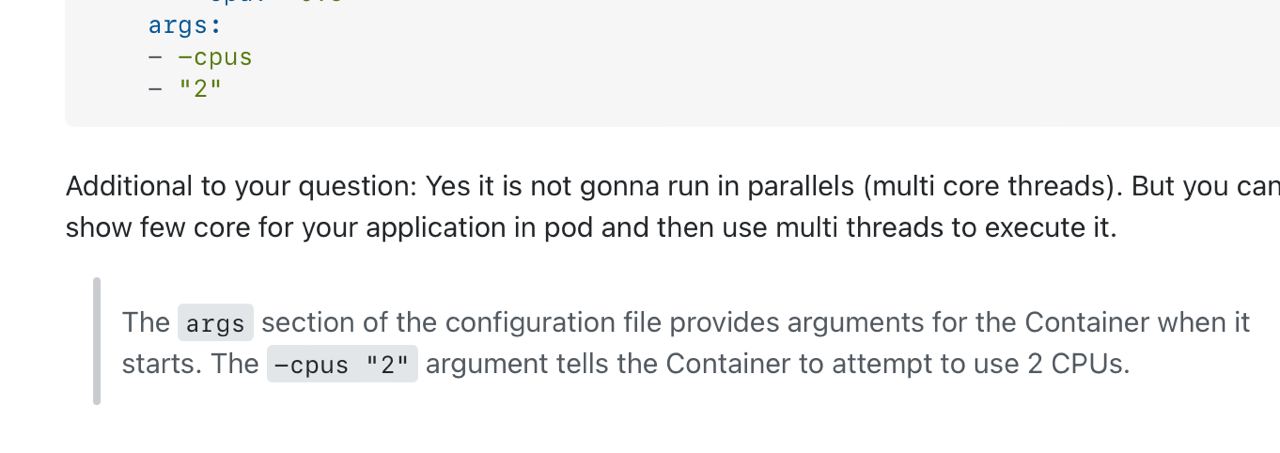 args:
- -cpus
- "2"
Additional to your question: Yes it is not gonna run in parallels (multi core threads). But you can
show few core for your application in pod and then use multi threads to execute it.
The args section of the configuration file provides arguments for the Container when it
starts. The -cpus "2" argument tells the Container to attempt to use 2 CPUs.